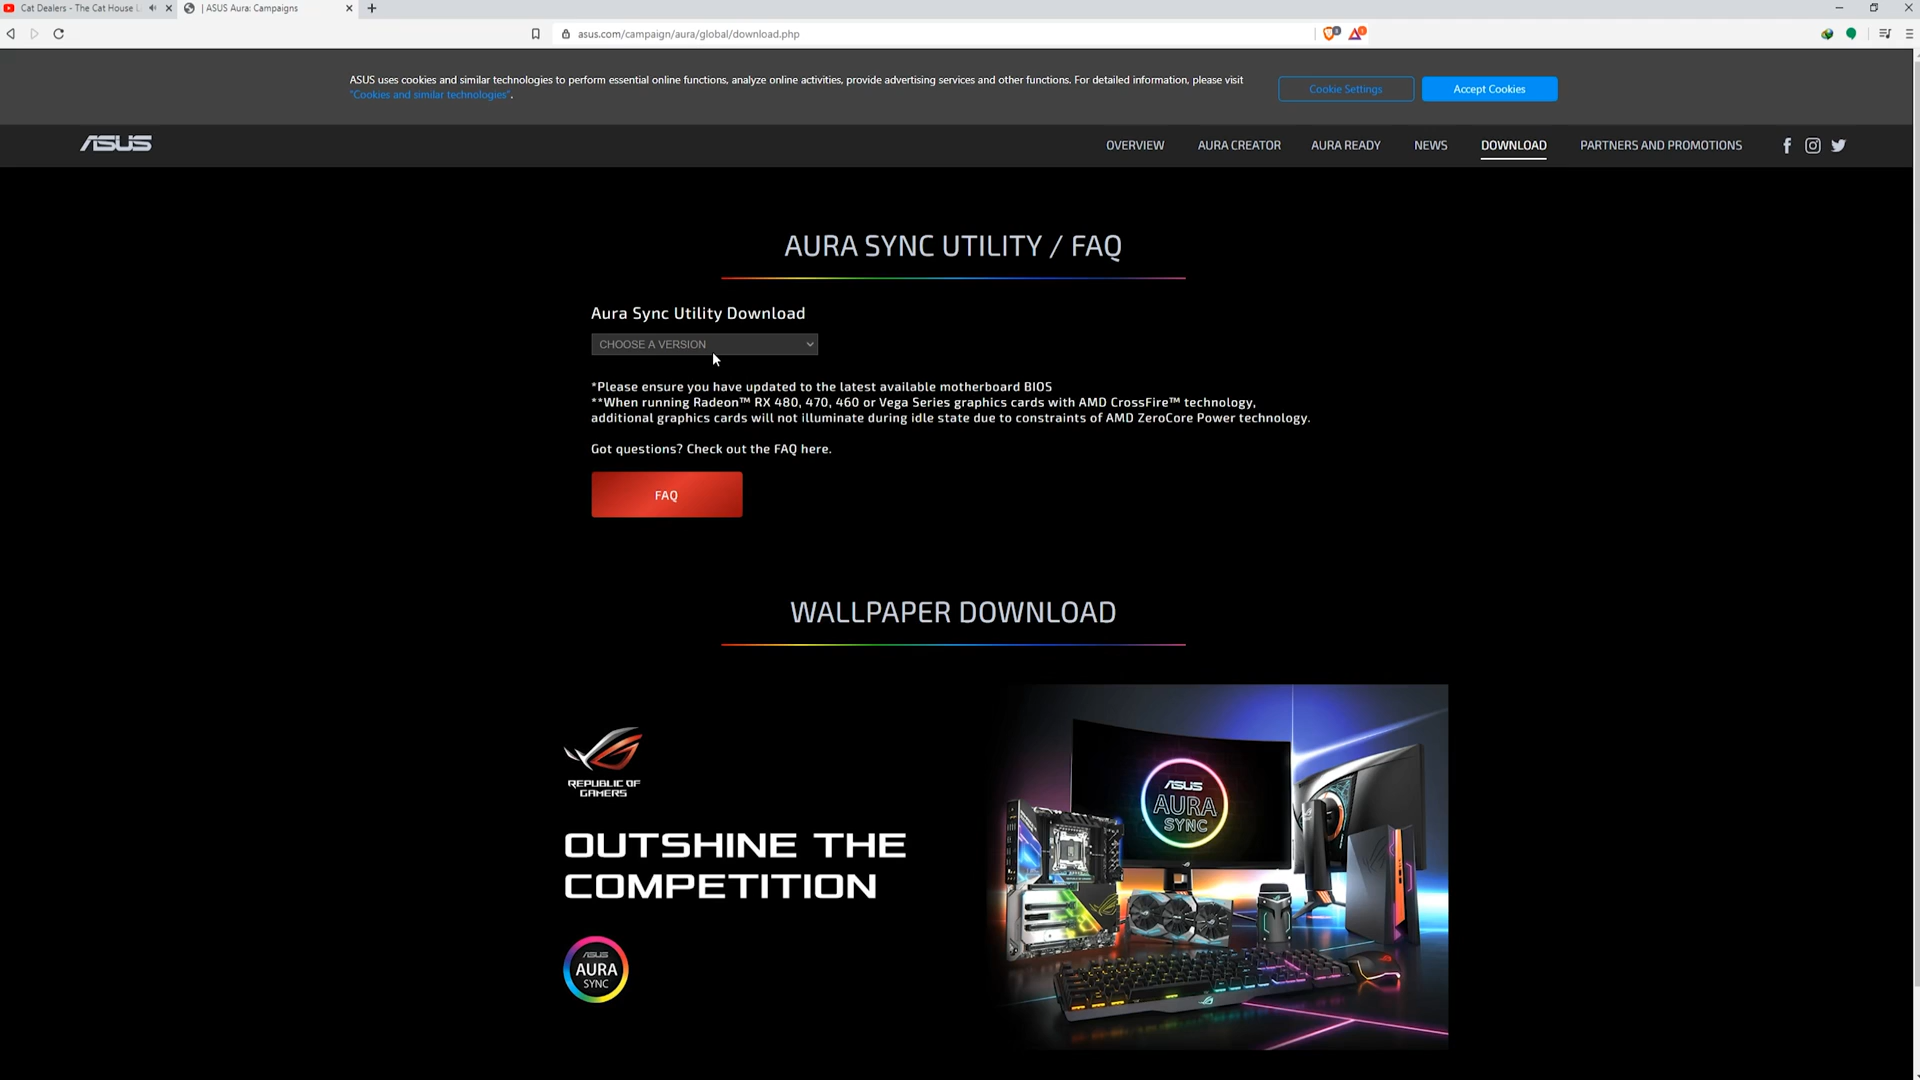 Cat Dealers - The Cat House L
| ASUS Aura: Campaigns
asus.com/campaign/aura/global/download.php
ASUS uses cookies and similar technologies to perform essential online functions, analyze online activities, provide advertising services and other functions. For detailed information, please visit
"Cookies and similar technologies".
Cookie Settings
Accept Cookies
ASUS
OVERVIEW
AURA CREATOR
AURA READY
NEWS
DOWNLOAD
PARTNERS AND PROMOTIONS
AURA SYNC UTILITY / FAQ
Aura Sync Utility Download
CHOOSE A VERSION
*Please ensure you have updated to the latest available motherboard BIOS
**When running Radeon™ RX 480, 470, 460 or Vega Series graphics cards with AMD CrossFire™ technology,
additional graphics cards will not illuminate during idle state due to constraints of AMD ZeroCore Power technology.
Got questions? Check out the FAQ here.
FAQ
WALLPAPER DOWNLOAD
REPUBLIC OF
GAMERS
OUTSHINE THE
COMPETITION
ASUS
AURA
SYNC
ASUS
AURA
SYNC